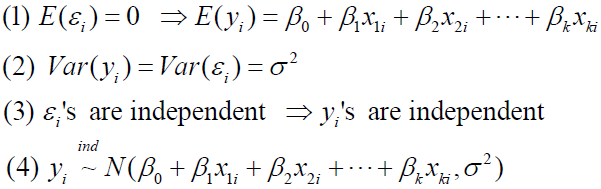 (1) E(εᵢ) = 0 ⇒ E(yᵢ) = β₀ + β₁x₁ᵢ + β₂x₂ᵢ + ⋯ + βₖxₖᵢ
(2) Var(yᵢ) = Var(εᵢ) = σ²
(3) εᵢ's are independent ⇒ yᵢ's are independent
ind
(4) yᵢ ~ N(β₀ + β₁x₁ᵢ + β₂x₂ᵢ + ⋯ + βₖxₖᵢ, σ²)